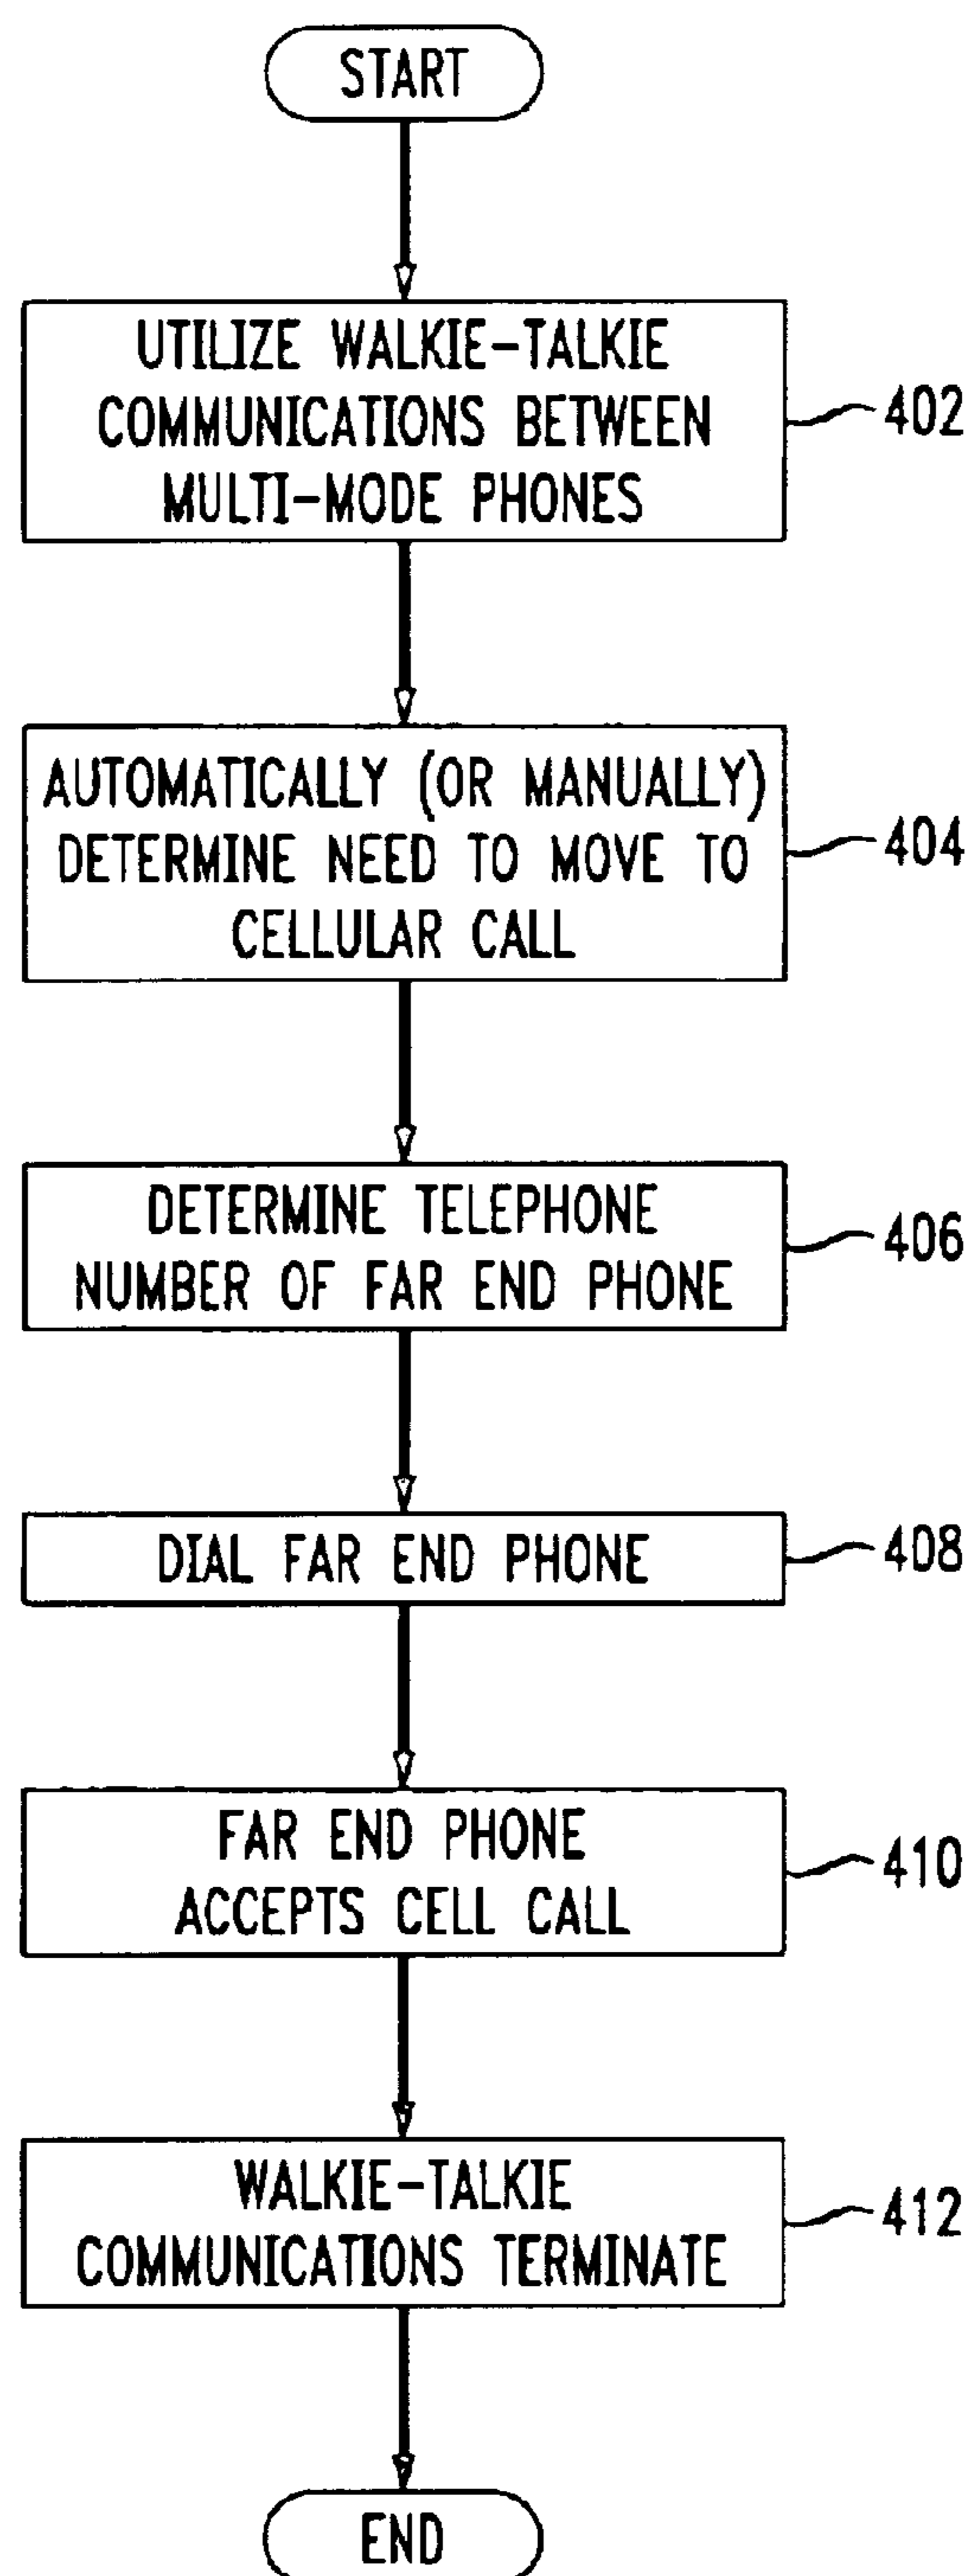 START
UTILIZE WALKIE-TALKIE
COMMUNICATIONS BETWEEN
MULTI-MODE PHONES
402
AUTOMATICALLY (OR MANUALLY)
DETERMINE NEED TO MOVE TO
CELLULAR CALL
404
DETERMINE TELEPHONE
NUMBER OF FAR END PHONE
406
DIAL FAR END PHONE
408
FAR END PHONE
ACCEPTS CELL CALL
410
WALKIE-TALKIE
COMMUNICATIONS TERMINATE
412
END